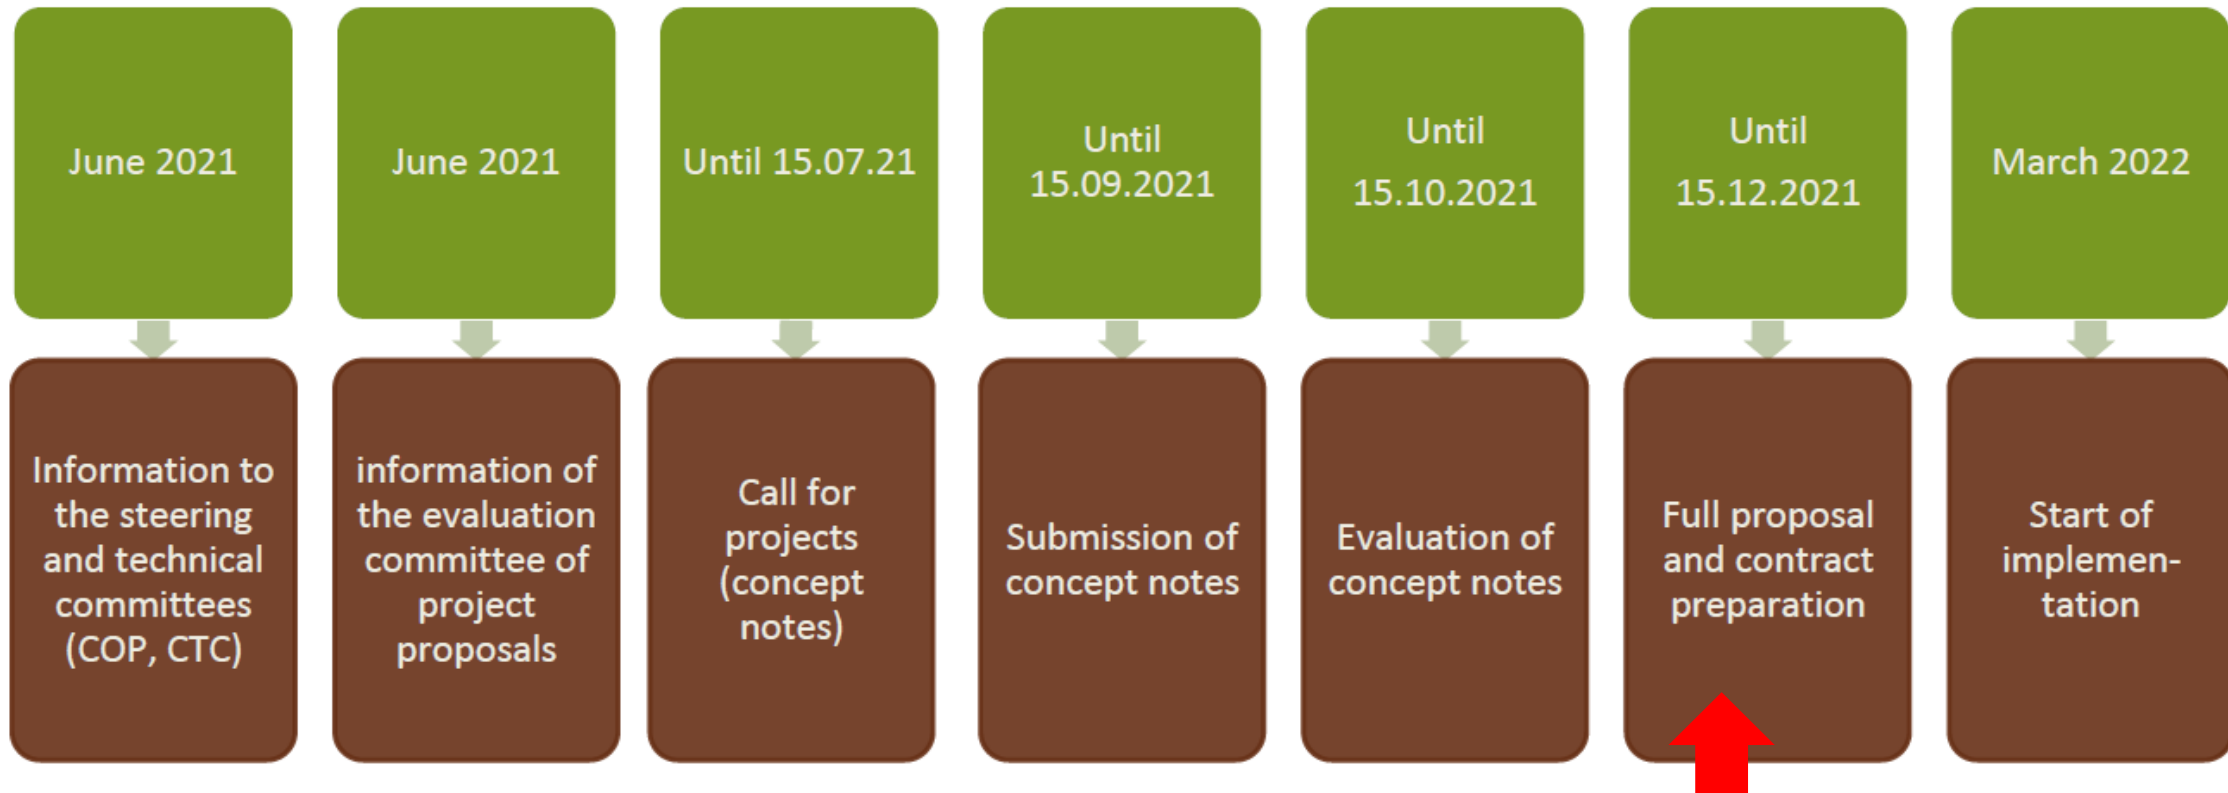 June 2021
June 2021
Until 15.07.21
Until
15.09.2021
Until
15.10.2021
Until
15.12.2021
March 2022
Information to
the steering
and technical
committees
(COP, CTC)
information of
the evaluation
committee of
project
proposals
Call for
projects
(concept
notes)
Submission of
concept notes
Evaluation of
concept notes
Full proposal
and contract
preparation
Start of
implemen-
tation